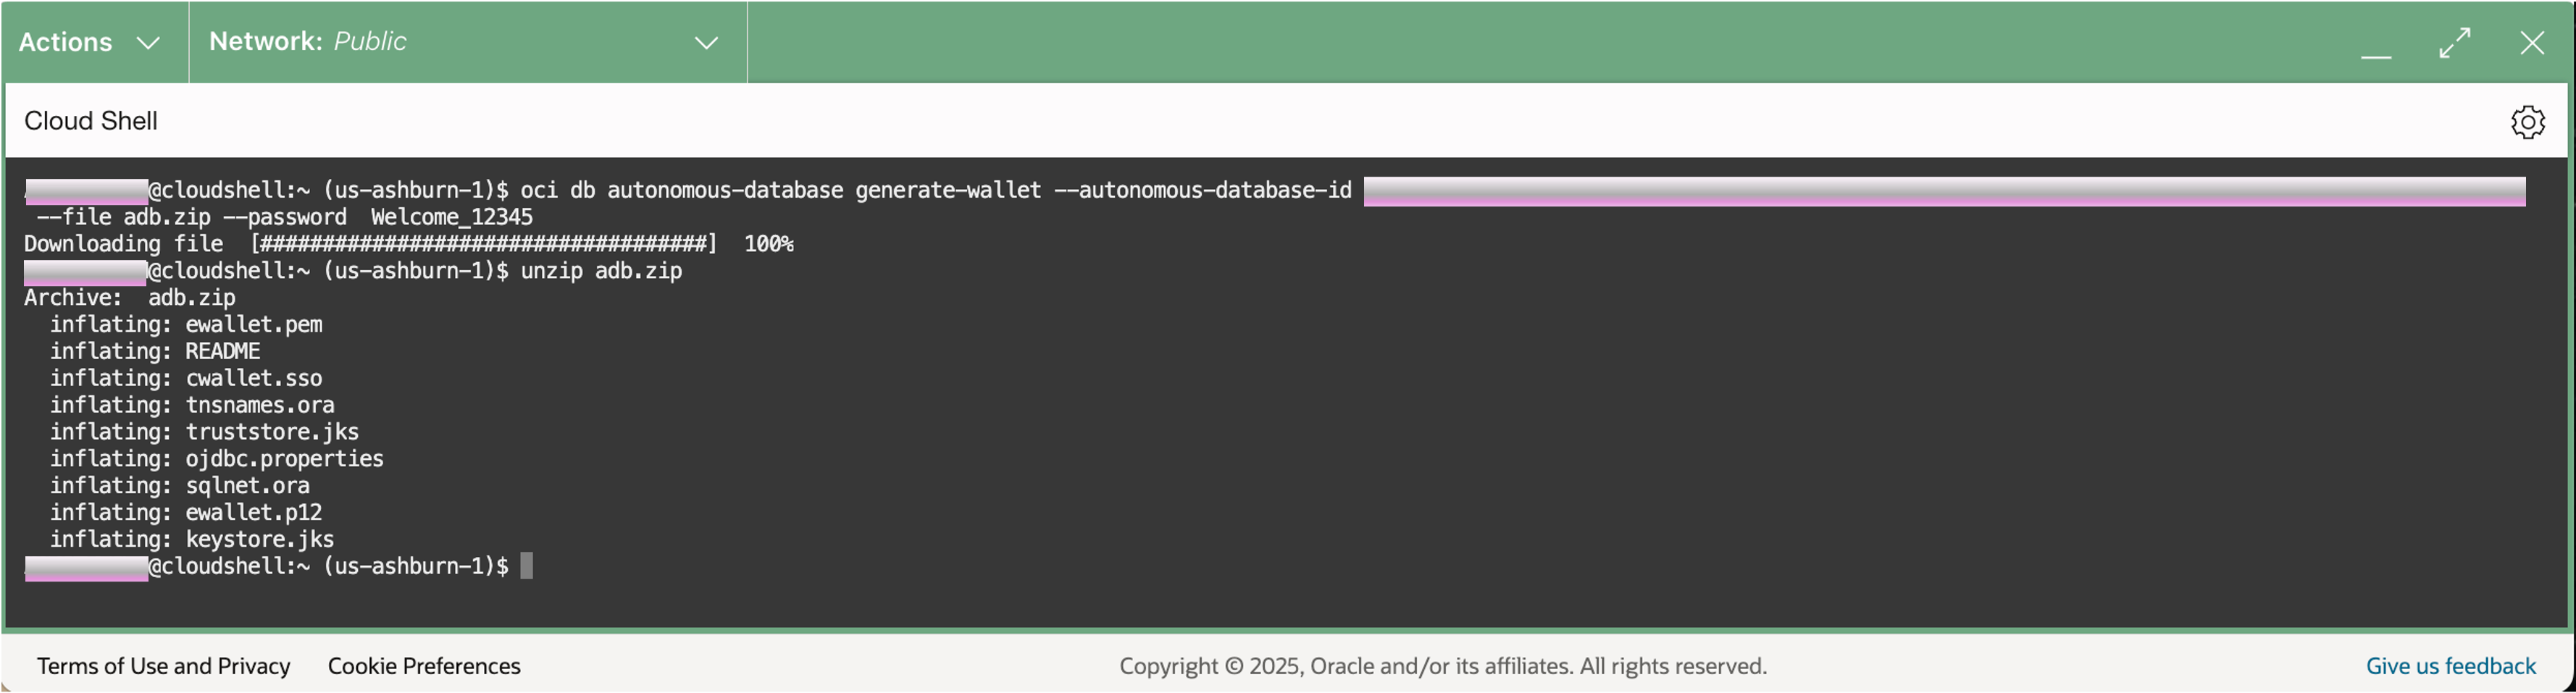 Actions Network: Public
Cloud Shell
@cloudshell:~ (us-ashburn-1)$ oci db autonomous-database generate-wallet --autonomous-database-id
--file adb.zip --password  Welcome_12345
Downloading file  [####################################]  100%
@cloudshell:~ (us-ashburn-1)$ unzip adb.zip
Archive:  adb.zip
inflating: ewallet.pem
inflating: README
inflating: cwallet.sso
inflating: tnsnames.ora
inflating: truststore.jks
inflating: ojdbc.properties
inflating: sqlnet.ora
inflating: ewallet.p12
inflating: keystore.jks
@cloudshell:~ (us-ashburn-1)$
Terms of Use and Privacy Cookie Preferences Copyright © 2025, Oracle and/or its affiliates. All rights reserved. Give us feedback